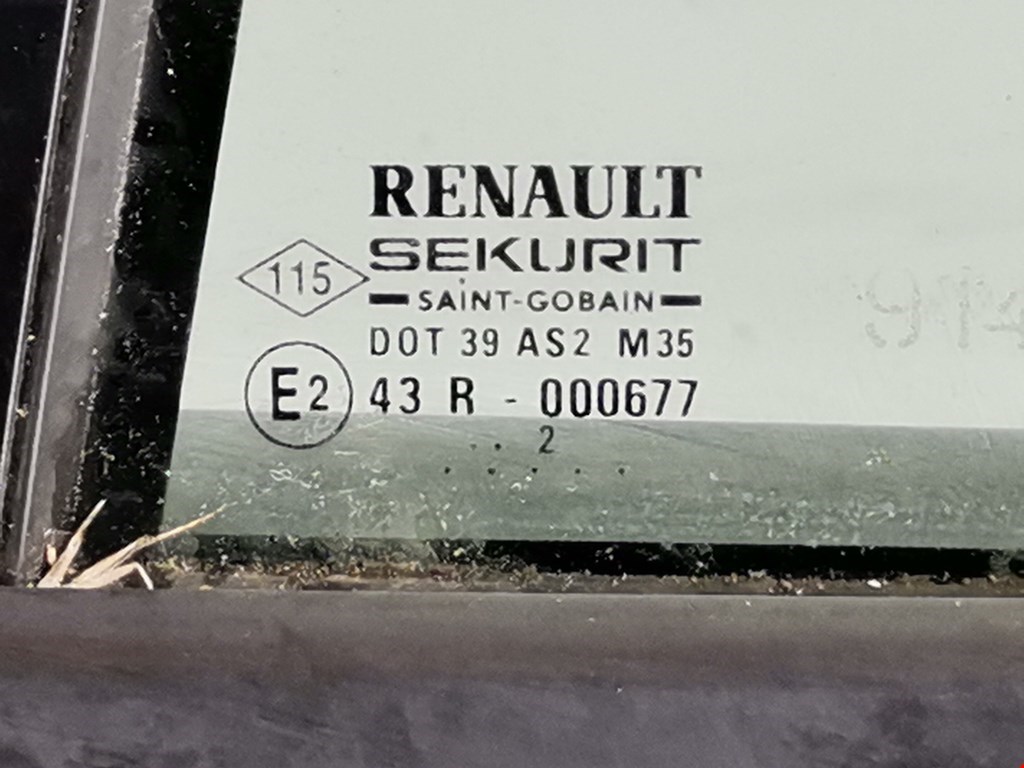 RENAULT
SEKURIT
115
SAINT-GOBAIN
DOT 39 AS2 M35
E2 43 R - 000677
.. 2
. . . . .